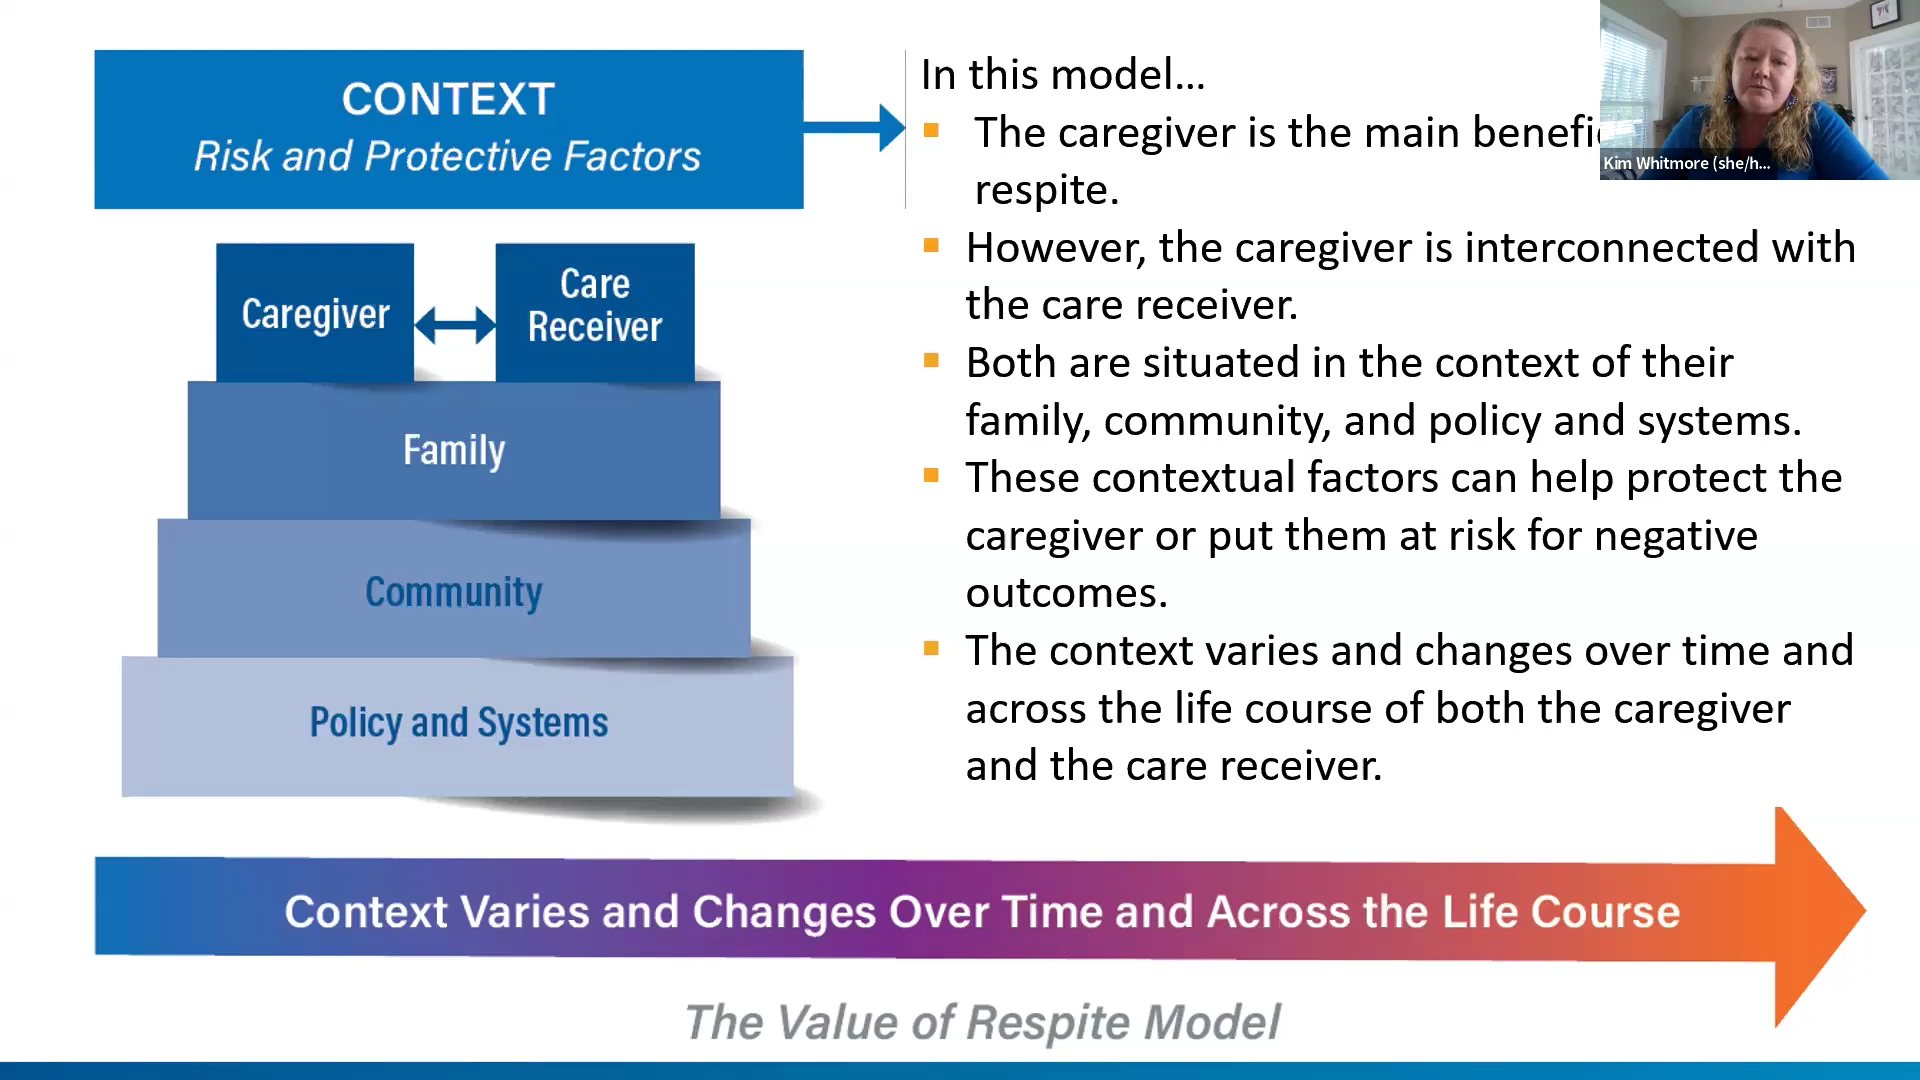 CONTEXT
Risk and Protective Factors
Caregiver
Care
Receiver
Family
Community
Policy and Systems
In this model...
The caregiver is the main
respite.
However, the caregiver is interconnected with
the care receiver.
Both are situated in the context of their
family, community, and policy and systems.
These contextual factors can help protect the
caregiver or put them at risk for negative
outcomes.
The context varies and changes over time and
across the life course of both the caregiver
and the care receiver.
Kim Whitmore (she/h...
Context Varies and Changes Over Time and Across the Life Course
The Value of Respite Model